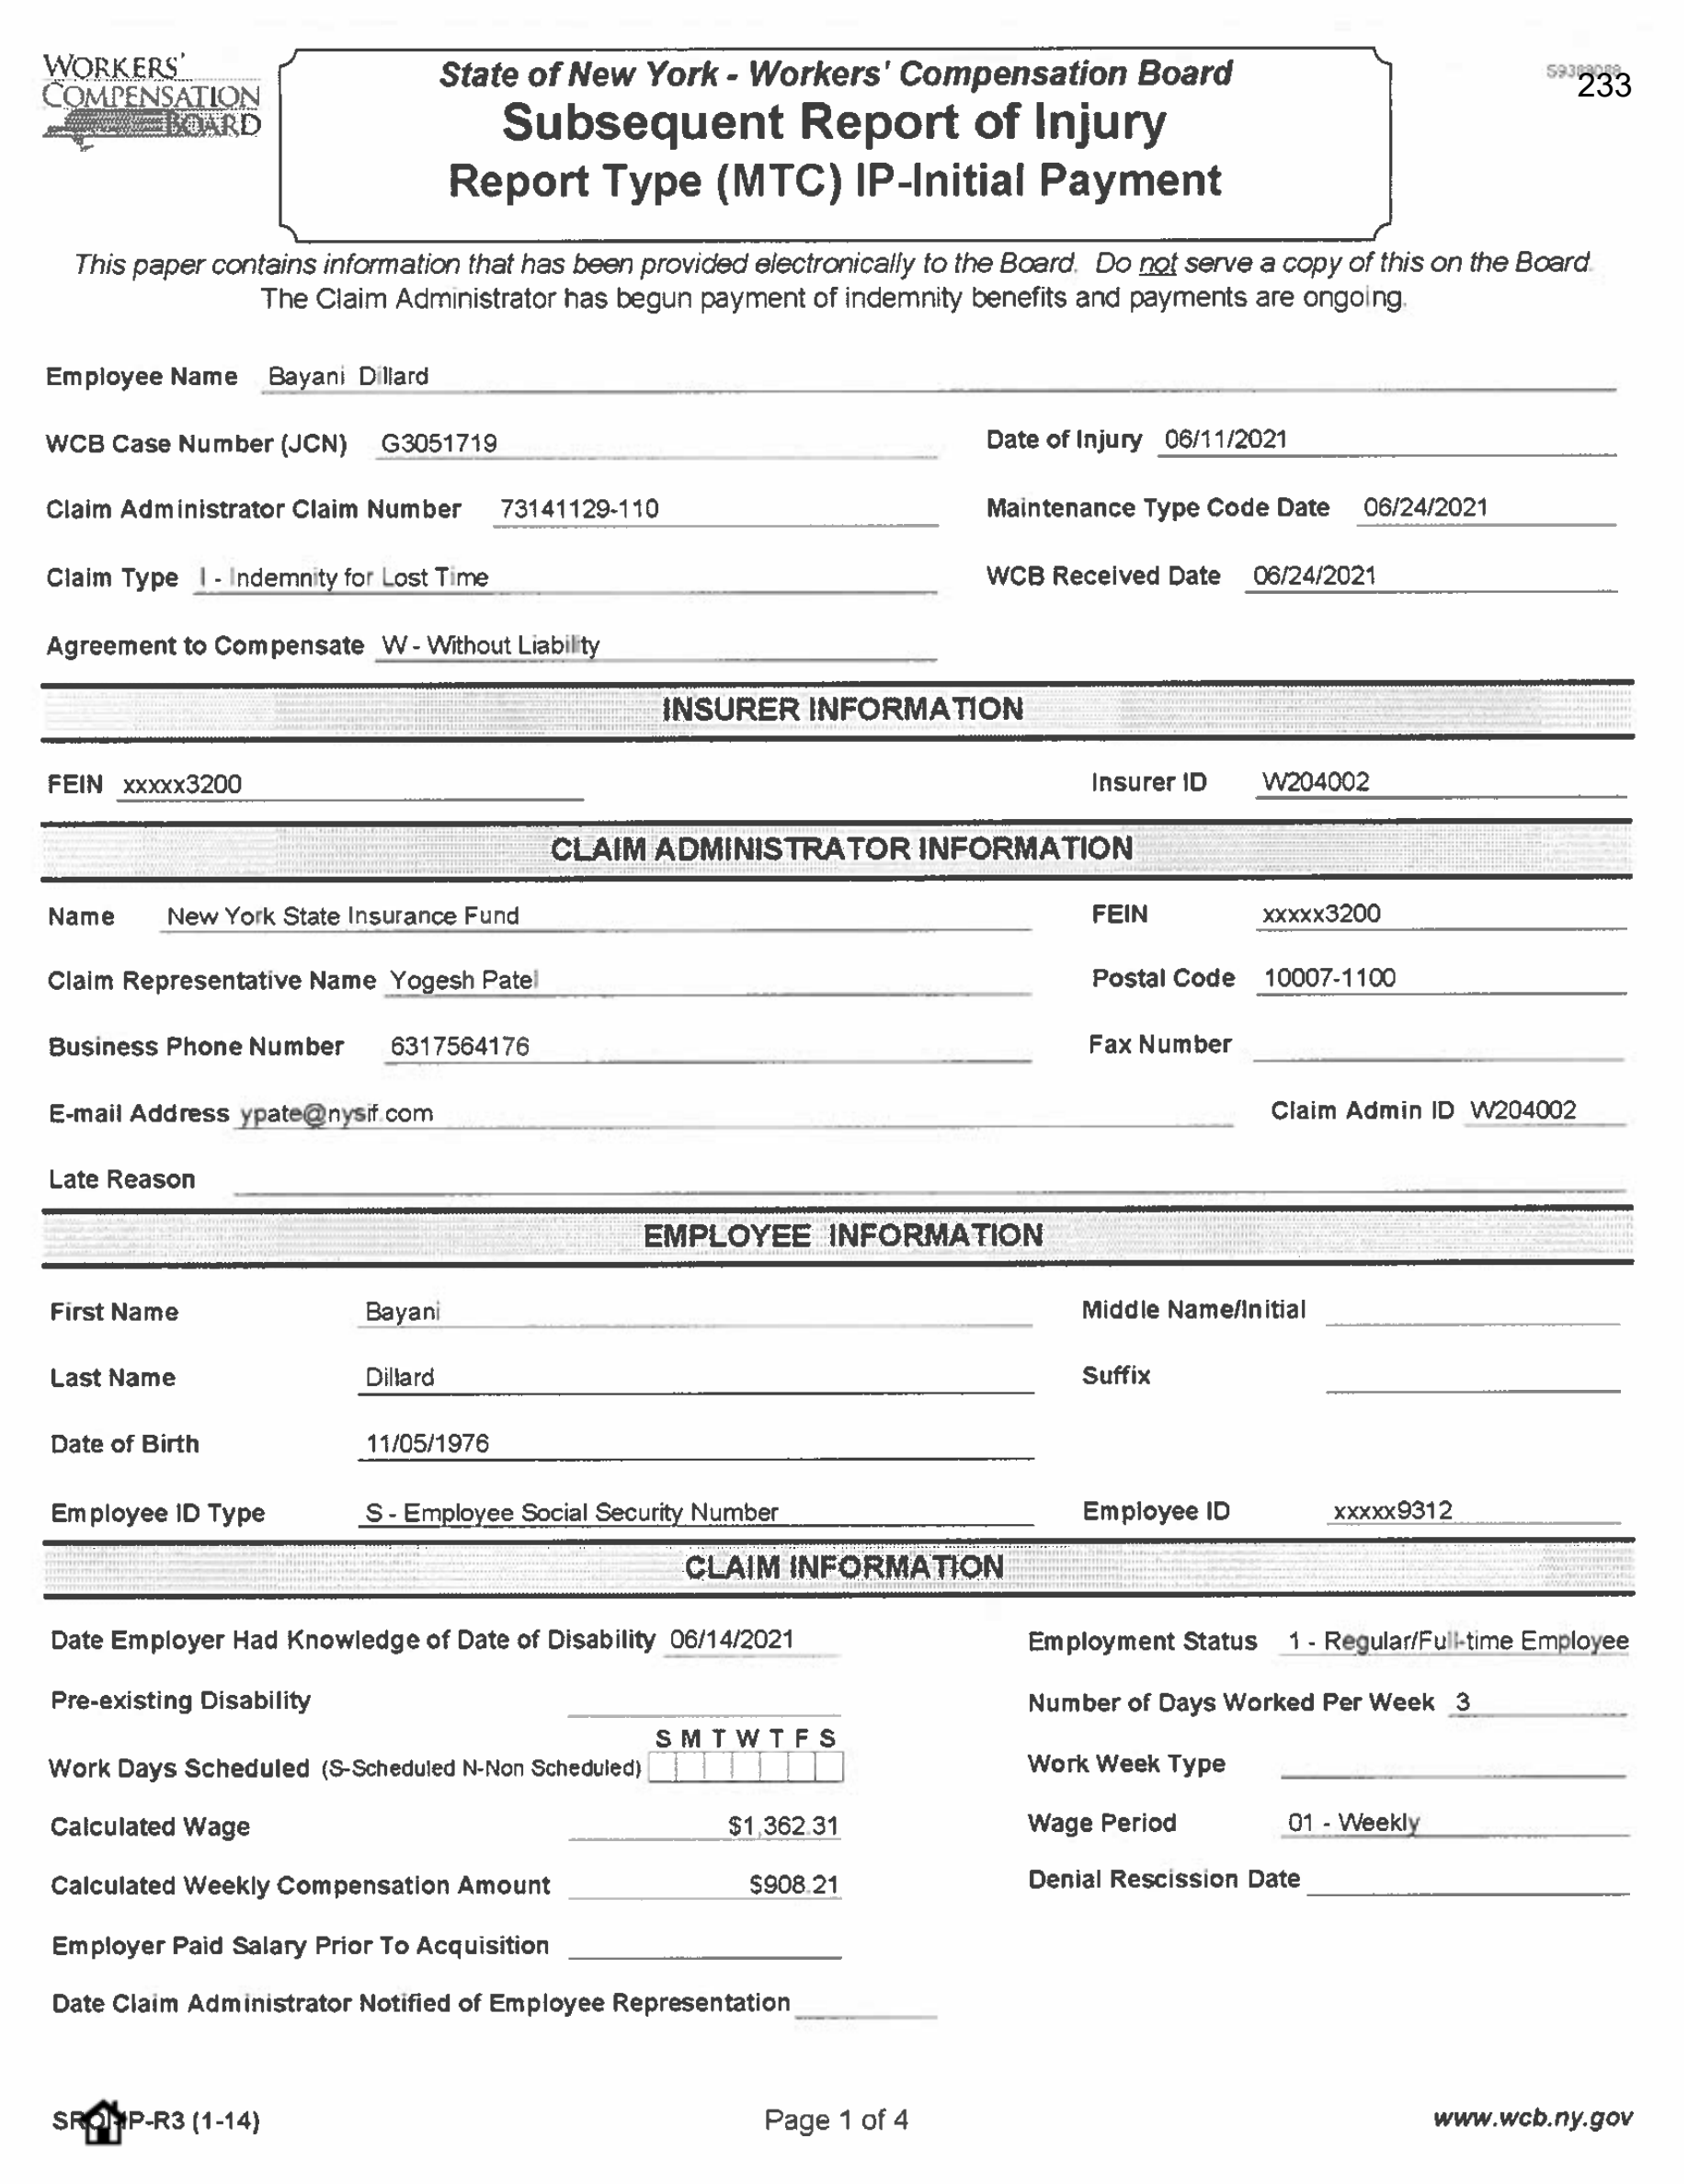 WORKERS'
COMPENSATION
BOARD
State of New York - Workers' Compensation Board
Subsequent Report of Injury
Report Type (MTC) IP-Initial Payment
233
This paper contains information that has been provided electronically to the Board. Do not serve a copy of this on the Board.
The Claim Administrator has begun payment of indemnity benefits and payments are ongoing.
Employee Name Bayani Dillard
WCB Case Number (JCN) G3051719 Date of Injury 06/11/2021
Claim Administrator Claim Number 73141129-110 Maintenance Type Code Date 06/24/2021
Claim Type I - Indemnity for Lost Time WCB Received Date 06/24/2021
Agreement to Compensate W - Without Liability
INSURER INFORMATION
FEIN xxxxx3200 Insurer ID W204002
CLAIM ADMINISTRATOR INFORMATION
Name New York State Insurance Fund FEIN xxxxx3200
Claim Representative Name Yogesh Patel Postal Code 10007-1100
Business Phone Number 6317564176 Fax Number
E-mail Address ypate@nysif.com Claim Admin ID W204002
Late Reason
EMPLOYEE INFORMATION
First Name Bayani Middle Name/Initial
Last Name Dillard Suffix
Date of Birth 11/05/1976
Employee ID Type S - Employee Social Security Number Employee ID xxxxx9312
CLAIM INFORMATION
Date Employer Had Knowledge of Date of Disability 06/14/2021 Employment Status 1 - Regular/Full-time Employee
Pre-existing Disability Number of Days Worked Per Week 3
S M T W T F S
Work Days Scheduled (S-Scheduled N-Non Scheduled) Work Week Type
Calculated Wage $1,362.31 Wage Period 01 - Weekly
Calculated Weekly Compensation Amount $908.21 Denial Rescission Date
Employer Paid Salary Prior To Acquisition
Date Claim Administrator Notified of Employee Representation
P-R3 (1-14) Page 1 of 4 www.wcb.ny.gov